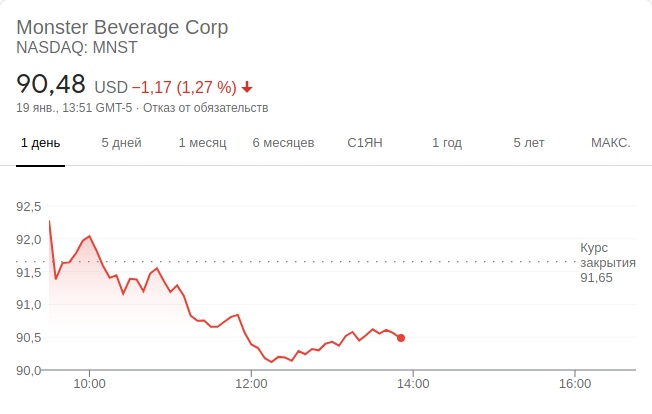 Monster Beverage Corp
NASDAQ: MNST
90,48 USD −1,17 (1,27 %)
19 янв., 13:51 GMT-5 · Отказ от обязательств
1 день 5 дней 1 месяц 6 месяцев С1ЯН 1 год 5 лет МАКС.
92,5
92,0
Курс
закрытия
91,65
91,5
91,0
90,5
90,0
10:00 12:00 14:00 16:00